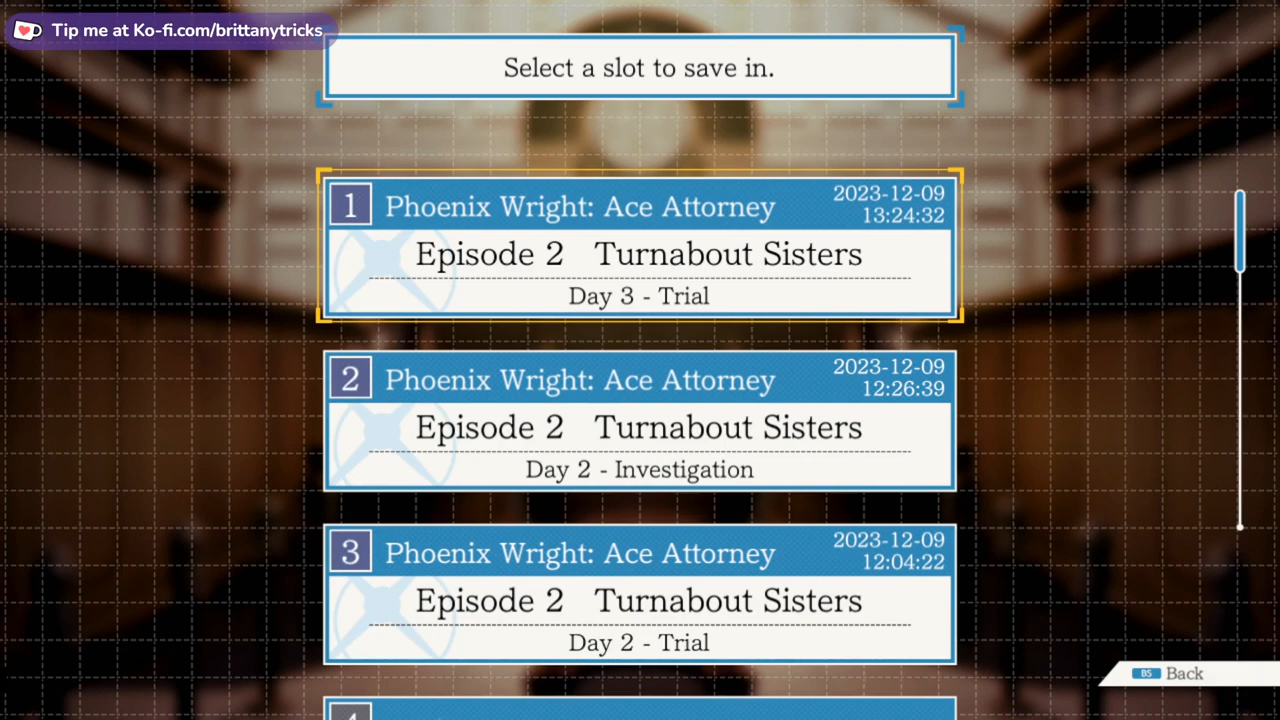 Tip me at Ko-fi.com/brittanytricks
Select a slot to save in.
1 Phoenix Wright: Ace Attorney 2023-12-09
13:24:32
Episode 2 Turnabout Sisters
Day 3 - Trial
2 Phoenix Wright: Ace Attorney 2023-12-09
12:26:39
Episode 2 Turnabout Sisters
Day 2 - Investigation
3 Phoenix Wright: Ace Attorney 2023-12-09
12:04:22
Episode 2 Turnabout Sisters
Day 2 - Trial
BS Back
4